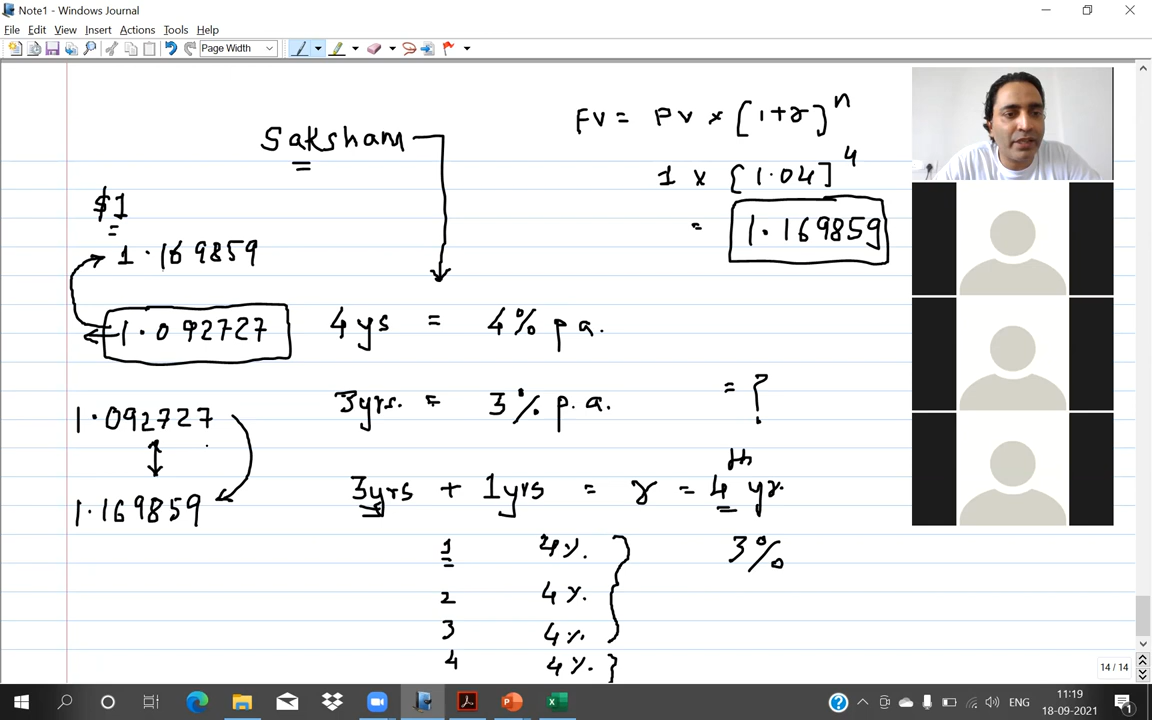 Note1 - Windows Journal
File Edit View Insert Actions Tools Help
Page Width
Saksham
FV = PV × [1+r]^n
1 × [1.04]^4
= 1.169859
$1
=
1.169859
1.092727
4 ys = 4% p a.
3yrs. = 3% p.a. = ?
1.092727
1.169859
3yrs + 1yrs = r = 4th yr.
1 4%. 3%
2 4%.
3 4%.
4 4%.
14 / 14
ENG
11:19
18-09-2021
1